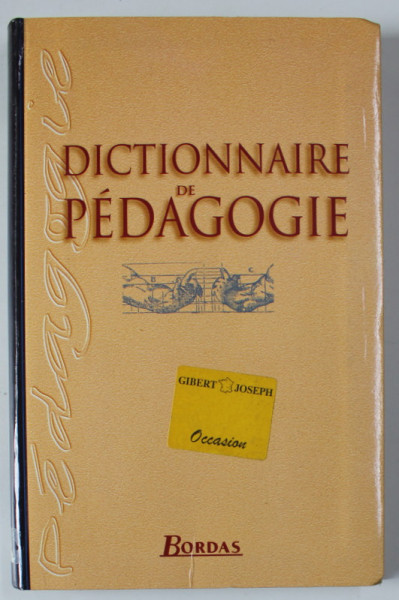 pédagogie
DICTIONNAIRE
DE
PÉDAGOGIE
GIBERT JOSEPH
Occasion
BORDAS